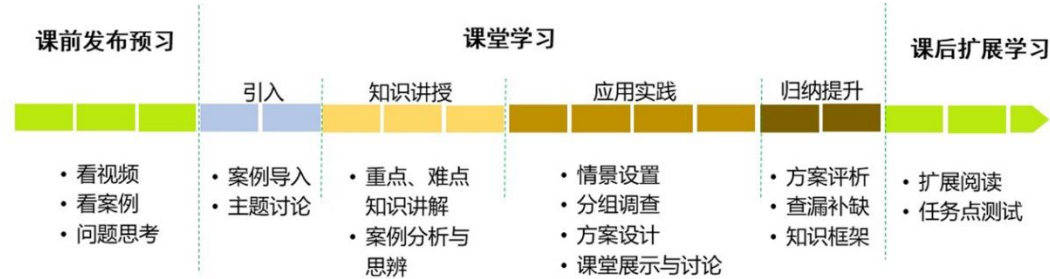 课前发布预习
课堂学习
课后扩展学习
引入
知识讲授
应用实践
归纳提升
• 看视频
• 看案例
• 问题思考
• 案例导入
• 主题讨论
• 重点、难点
知识讲解
• 案例分析与
思辨
• 情景设置
• 分组调查
• 方案设计
• 课堂展示与讨论
• 方案评析
• 查漏补缺
• 知识框架
• 扩展阅读
• 任务点测试